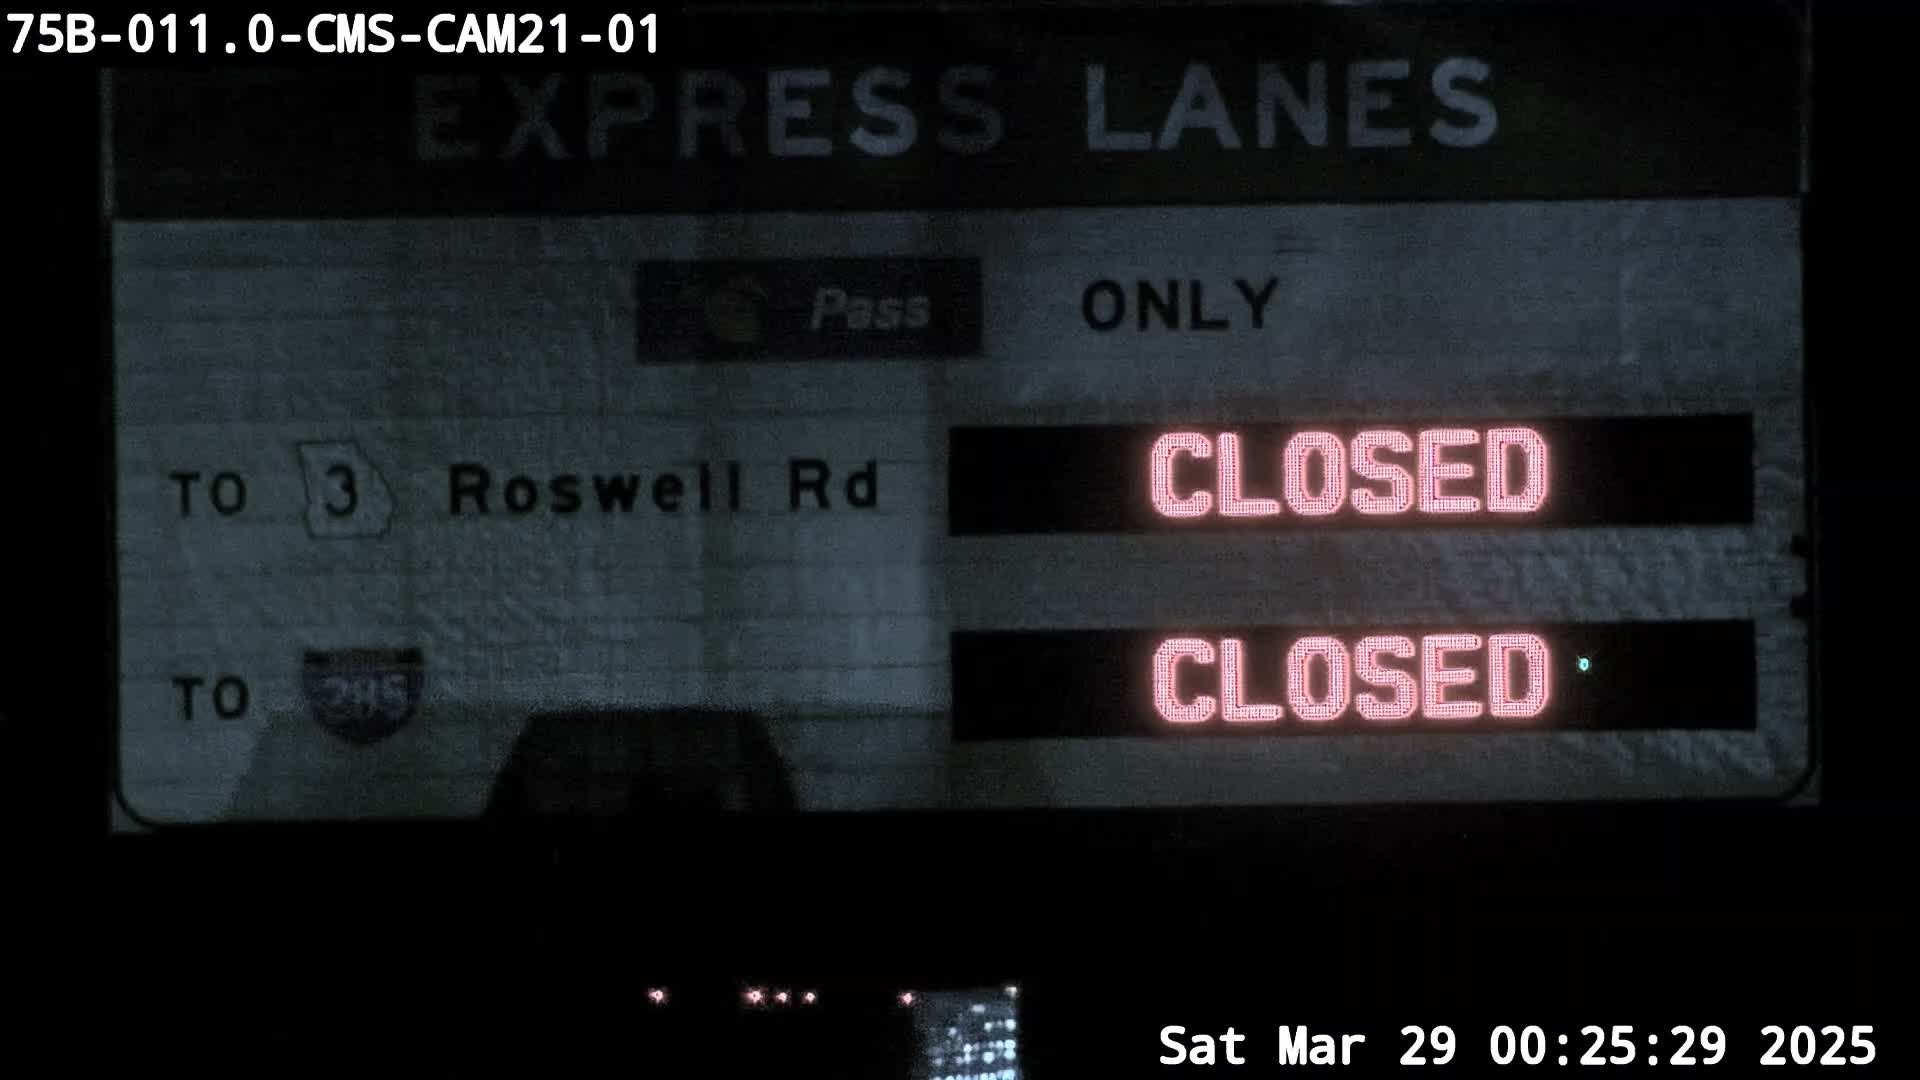 75B-011.0-CMS-CAM21-01
EXPRESS LANES
Pass ONLY
TO 3 Roswell Rd CLOSED
TO 285 CLOSED
Sat Mar 29 00:25:29 2025